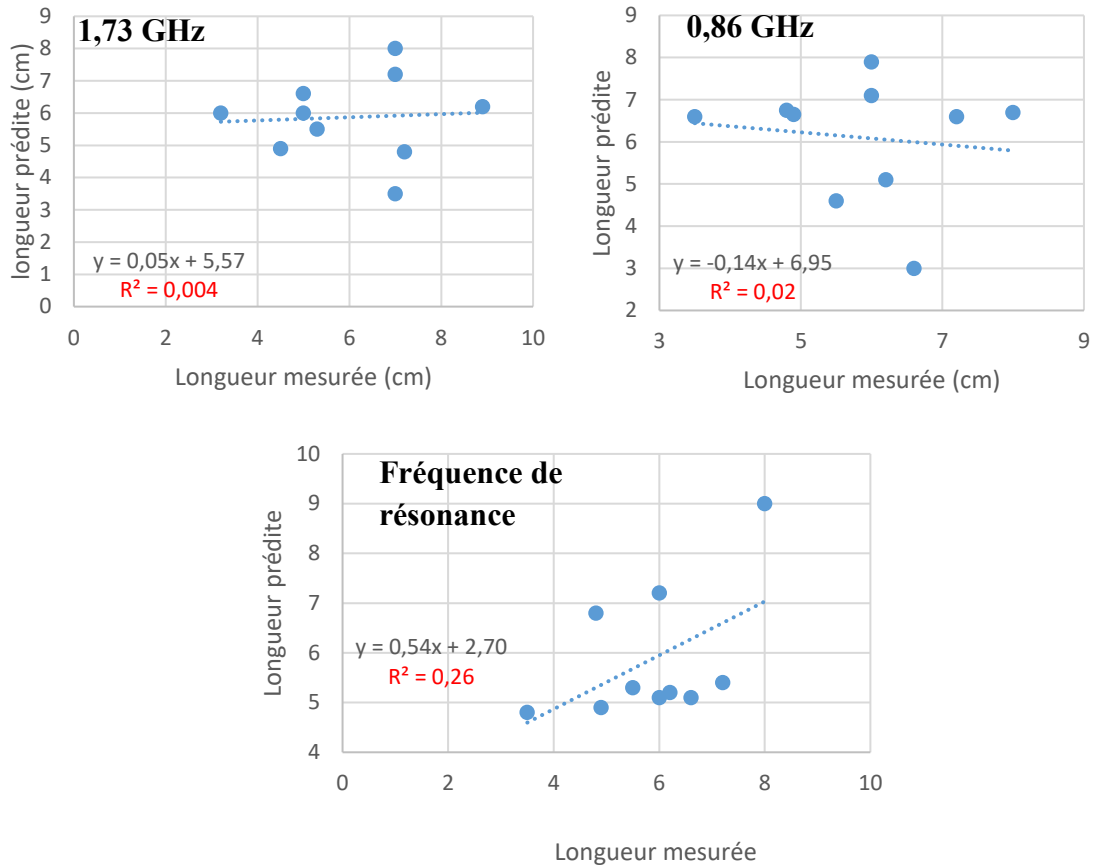 1,73 GHz
longueur prédite (cm)
9
8
7
6
5
4
3
2
1
0
y = 0,05x + 5,57
R² = 0,004
0 2 4 6 8 10
Longueur mesurée (cm)
0,86 GHz
Longueur prédite
9
8
7
6
5
4
3
2
y = -0,14x + 6,95
R² = 0,02
3 5 7 9
Longueur mesurée (cm)
Fréquence de
résonance
Longueur prédite
10
9
8
7
6
5
4
y = 0,54x + 2,70
R² = 0,26
0 2 4 6 8 10
Longueur mesurée